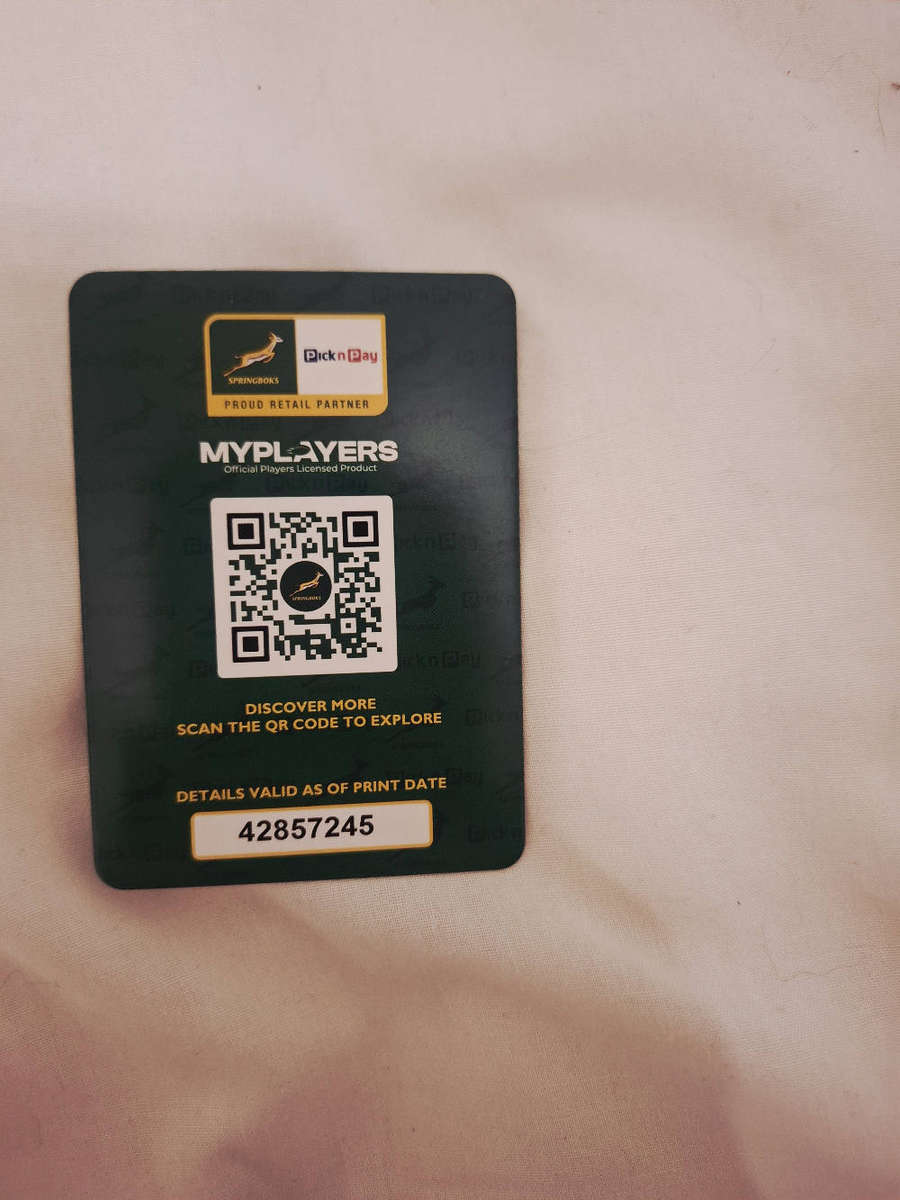 SPRINGBOKS
Pick n Pay
PROUD RETAIL PARTNER
MYPLAYERS
Official Players Licensed Product
SPRINGBOKS
DISCOVER MORE
SCAN THE QR CODE TO EXPLORE
DETAILS VALID AS OF PRINT DATE
42857245